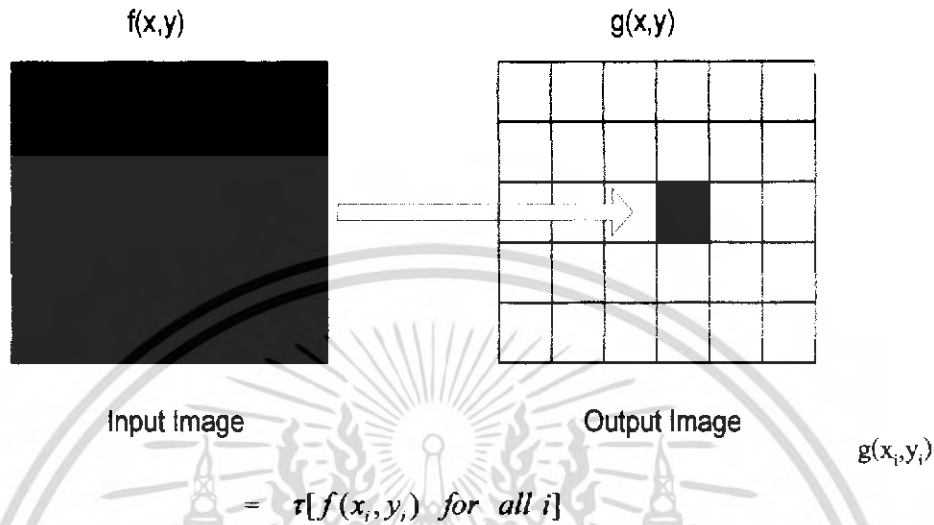 f(x,y) g(x,y)
Input Image Output Image
g(x_i,y_i)
= τ[f(x_i, y_i) for all i]